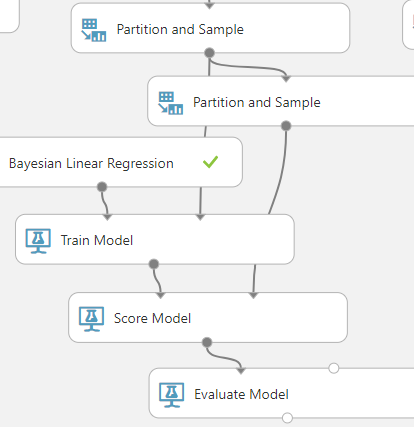 Partition and Sample
Partition and Sample
Bayesian Linear Regression
Train Model
Score Model
Evaluate Model